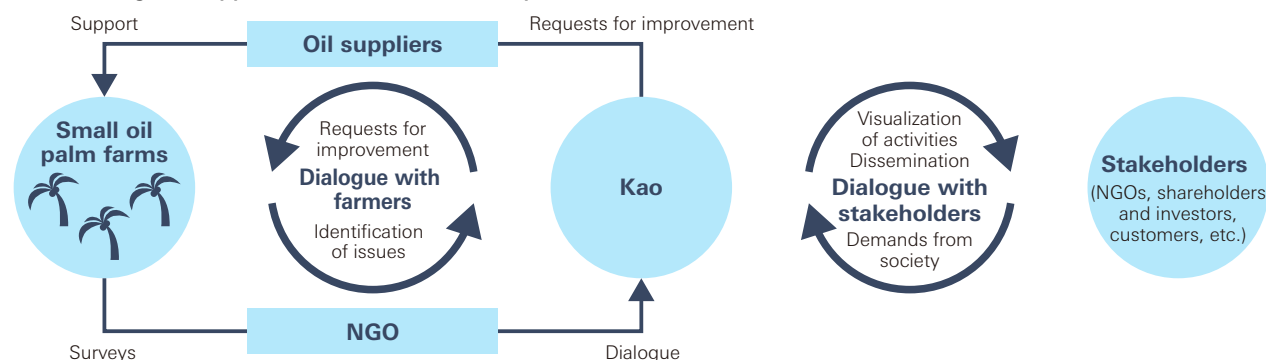 Support
Oil suppliers
Requests for improvement
Small oil
palm farms
Requests for
improvement
Dialogue with
farmers
Identification
of issues
Kao
Visualization
of activities
Dissemination
Dialogue with
stakeholders
Demands from
society
Stakeholders
(NGOs, shareholders
and investors,
customers, etc.)
NGO
Surveys
Dialogue